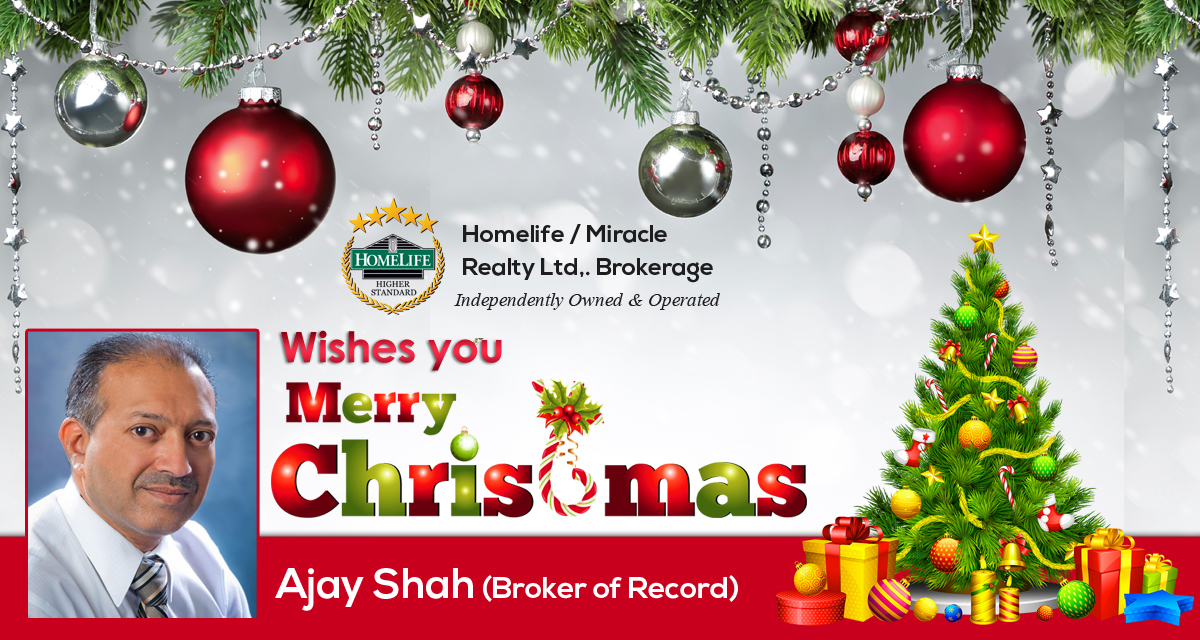 HOMELIFE
HIGHER
STANDARD
Homelife / Miracle
Realty Ltd,. Brokerage
Independently Owned & Operated
Wishes you
Merry
Christmas
Ajay Shah (Broker of Record)